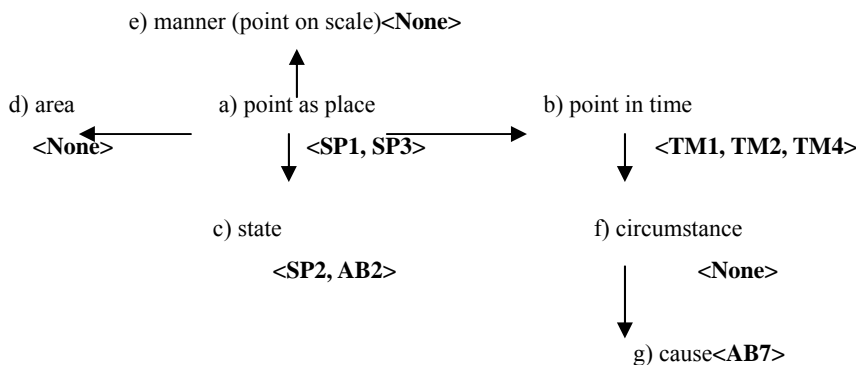 e) manner (point on scale)<None>
d) area
a) point as place
b) point in time
<None>
<SP1, SP3>
<TM1, TM2, TM4>
c) state
f) circumstance
<SP2, AB2>
<None>
g) cause<AB7>